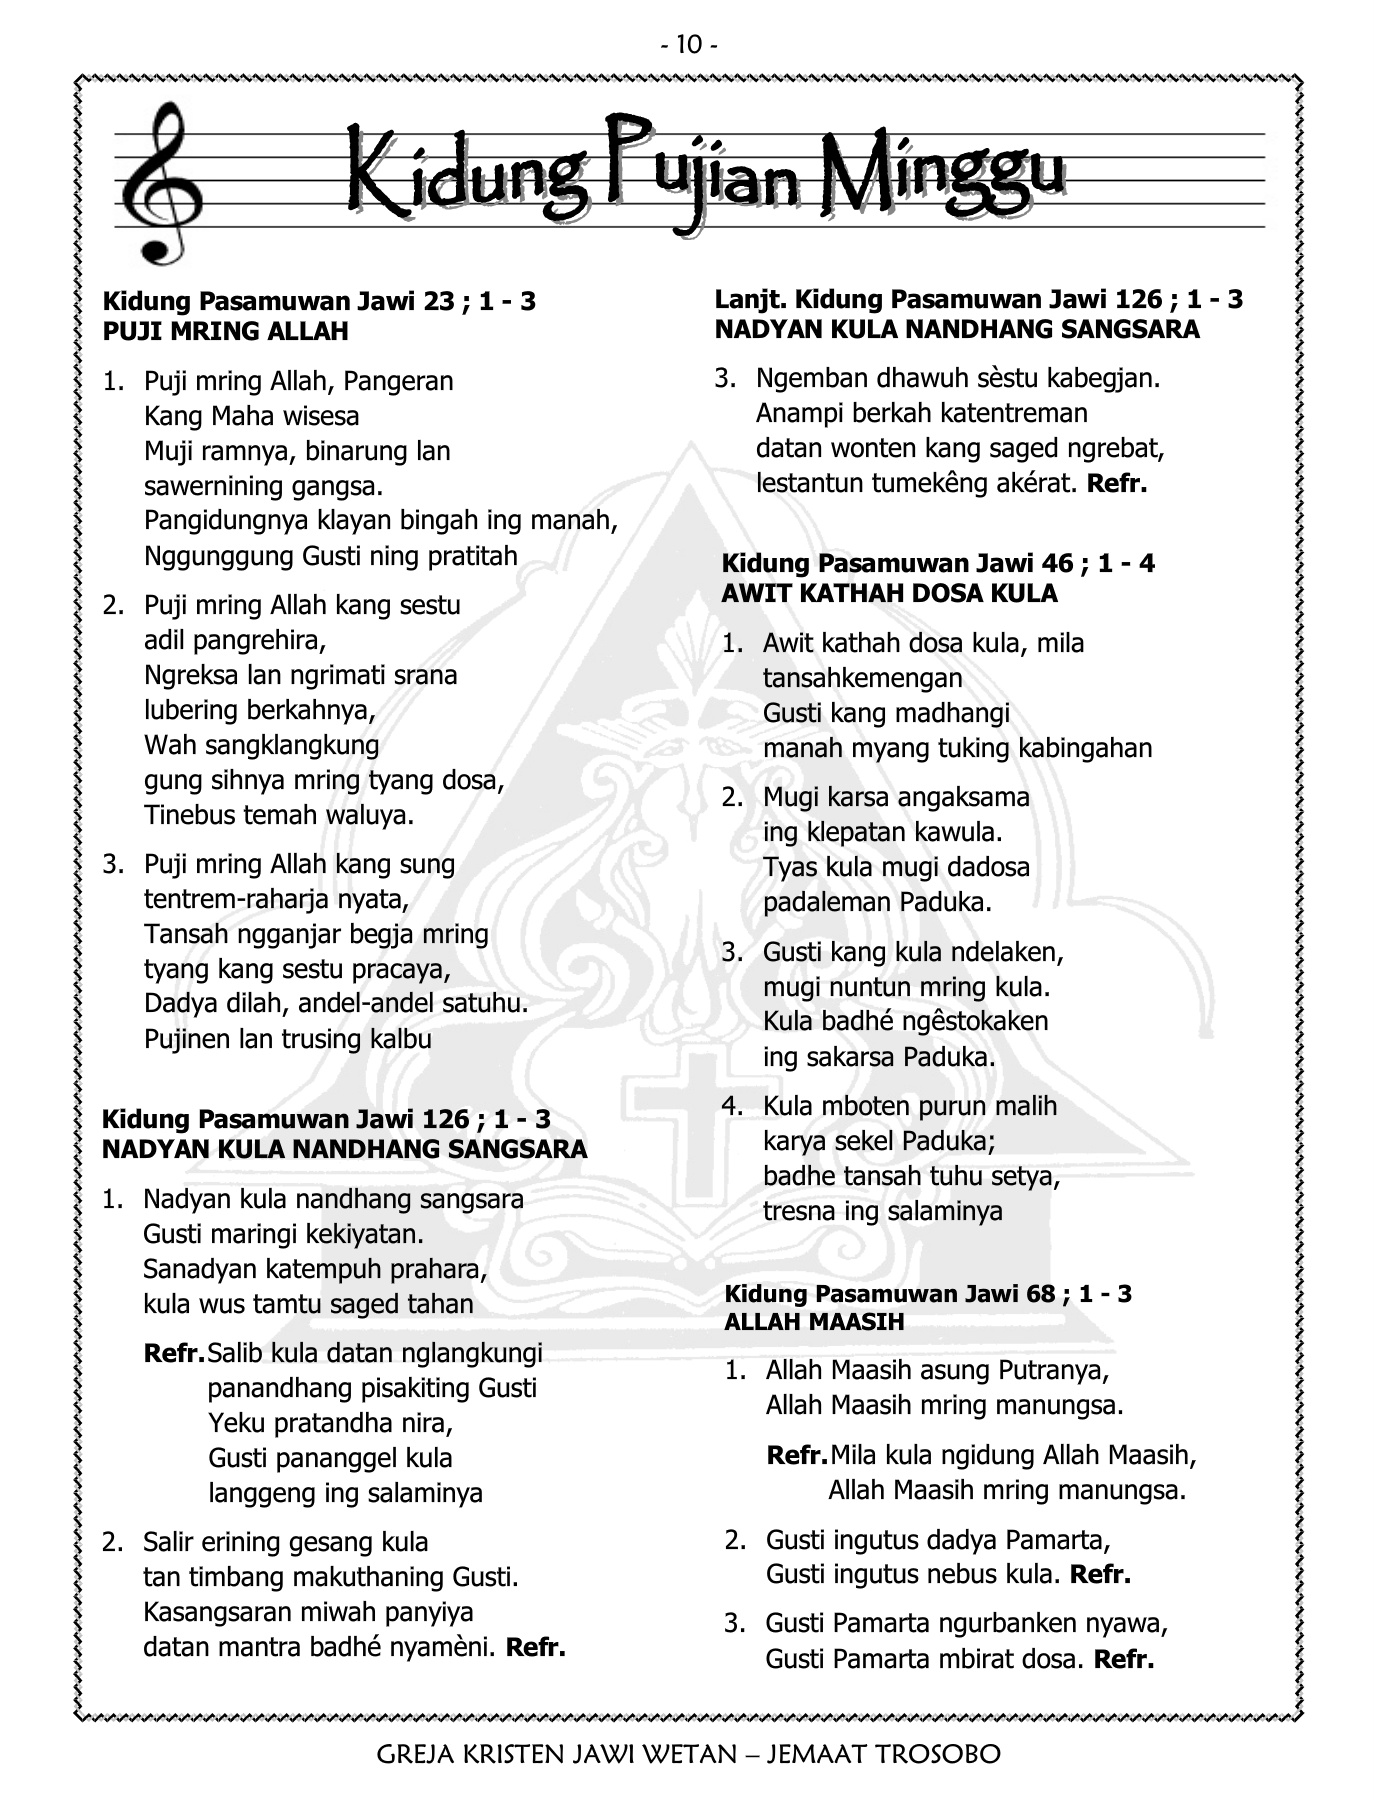 - 10 -
Kidung Pujian Minggu
Kidung Pasamuwan Jawi 23 ; 1 - 3
PUJI MRING ALLAH
1. Puji mring Allah, Pangeran
Kang Maha wisesa
Muji ramnya, binarung lan
sawernining gangsa.
Pangidungnya klayan bingah ing manah,
Nggunggung Gusti ning pratitah
2. Puji mring Allah kang sestu
adil pangrehira,
Ngreksa lan ngrimati srana
lubering berkahnya,
Wah sangklangkung
gung sihnya mring tyang dosa,
Tinebus temah waluya.
3. Puji mring Allah kang sung
tentrem-raharja nyata,
Tansah ngganjar begja mring
tyang kang sestu pracaya,
Dadya dilah, andel-andel satuhu.
Pujinen lan trusing kalbu
Kidung Pasamuwan Jawi 126 ; 1 - 3
NADYAN KULA NANDHANG SANGSARA
1. Nadyan kula nandhang sangsara
Gusti maringi kekiyatan.
Sanadyan katempuh prahara,
kula wus tamtu saged tahan
Refr.Salib kula datan nglangkungi
panandhang pisakiting Gusti
Yeku pratandha nira,
Gusti pananggel kula
langgeng ing salaminya
2. Salir erining gesang kula
tan timbang makuthaning Gusti.
Kasangsaran miwah panyiya
datan mantra badhé nyamèni. Refr.
Lanjt. Kidung Pasamuwan Jawi 126 ; 1 - 3
NADYAN KULA NANDHANG SANGSARA
3. Ngemban dhawuh sèstu kabegjan.
Anampi berkah katentreman
datan wonten kang saged ngrebat,
lestantun tumekêng akérat. Refr.
Kidung Pasamuwan Jawi 46 ; 1 - 4
AWIT KATHAH DOSA KULA
1. Awit kathah dosa kula, mila
tansahkemengan
Gusti kang madhangi
manah myang tuking kabingahan
2. Mugi karsa angaksama
ing klepatan kawula.
Tyas kula mugi dadosa
padaleman Paduka.
3. Gusti kang kula ndelaken,
mugi nuntun mring kula.
Kula badhé ngêstokaken
ing sakarsa Paduka.
4. Kula mboten purun malih
karya sekel Paduka;
badhe tansah tuhu setya,
tresna ing salaminya
Kidung Pasamuwan Jawi 68 ; 1 - 3
ALLAH MAASIH
1. Allah Maasih asung Putranya,
Allah Maasih mring manungsa.
Refr.Mila kula ngidung Allah Maasih,
Allah Maasih mring manungsa.
2. Gusti ingutus dadya Pamarta,
Gusti ingutus nebus kula. Refr.
3. Gusti Pamarta ngurbanken nyawa,
Gusti Pamarta mbirat dosa. Refr.
GREJA KRISTEN JAWI WETAN – JEMAAT TROSOBO